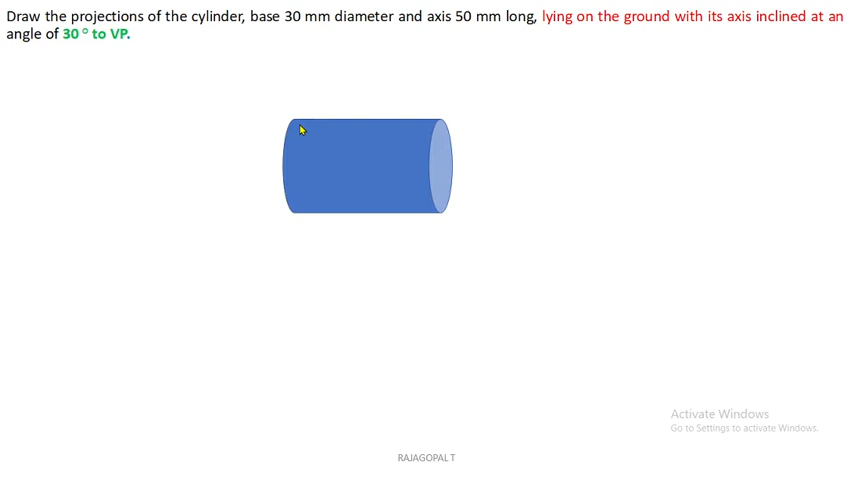 Draw the projections of the cylinder, base 30 mm diameter and axis 50 mm long, lying on the ground with its axis inclined at an
angle of 30 ° to VP.
Activate Windows
Go to Settings to activate Windows.
RAJAGOPAL T